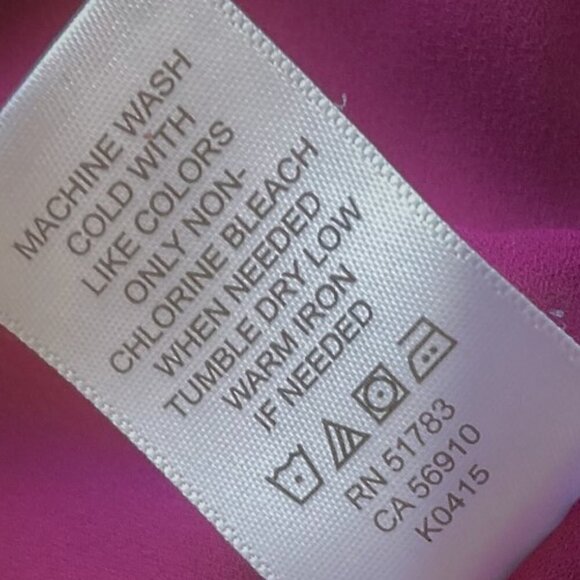 MACHINE WASH
COLD WITH
LIKE COLORS
ONLY NON-
CHLORINE BLEACH
WHEN NEEDED
TUMBLE DRY LOW
WARM IRON
IF NEEDED
RN 51783
CA 56910
K0415